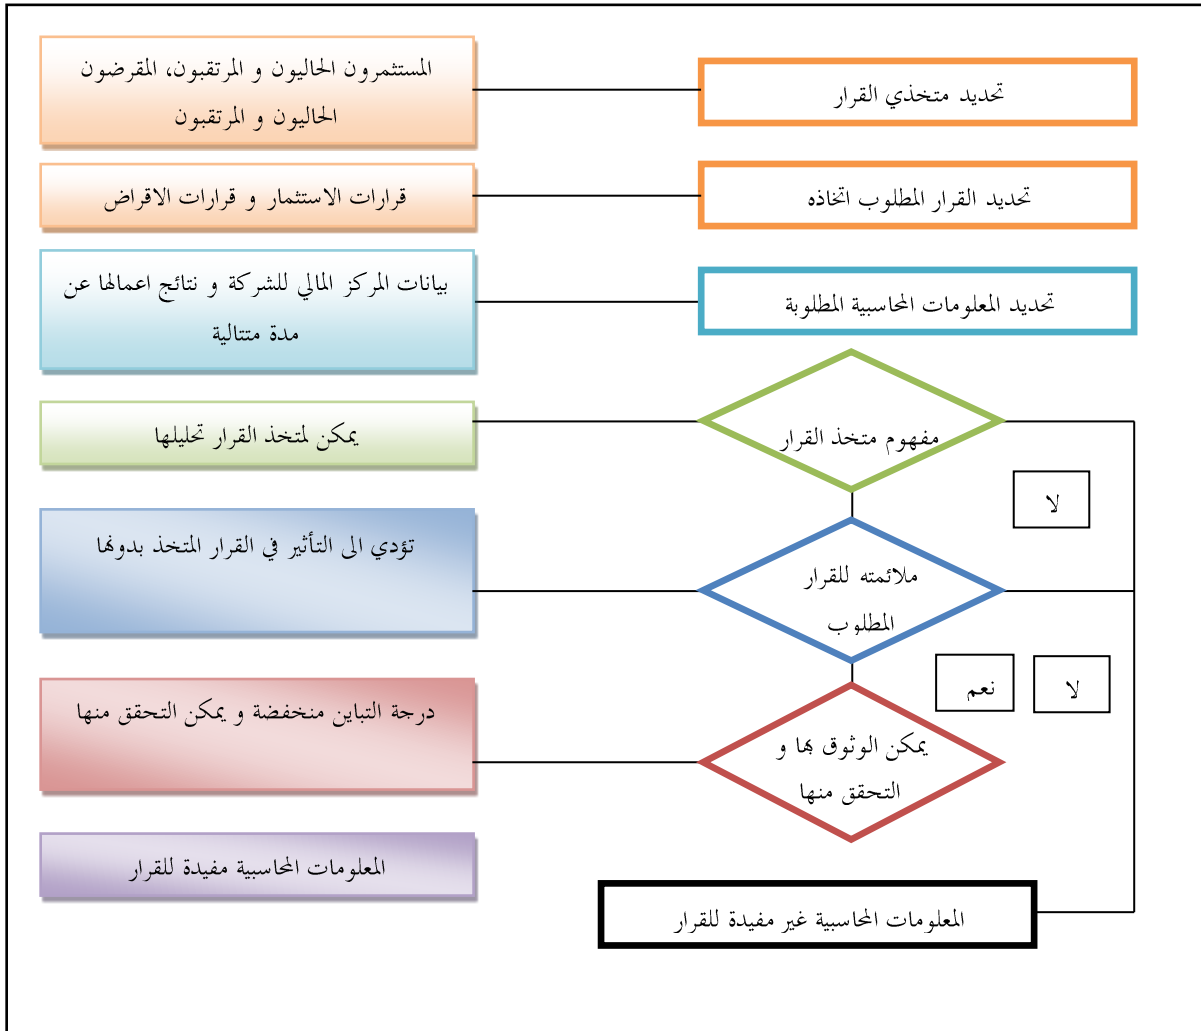 تحديد متخذي القرار
المستثمرون الحاليون و المرتقبون، المقرضون
الحاليون و المرتقبون
تحديد القرار المطلوب اتخاذه
قرارات الاستثمار و قرارات الاقراض
تحديد المعلومات المحاسبية المطلوبة
بيانات المركز المالي للشركة و نتائج اعمالها عن
مدة متتالية
مفهوم متخذ القرار
يمكن لمتخذ القرار تحليلها
لا
ملائمته للقرار
المطلوب
تؤدي الى التأثير في القرار المتخذ بدونها
لا
نعم
يمكن الوثوق بها و
التحقق منها
درجة التباين منخفضة و يمكن التحقق منها
المعلومات المحاسبية مفيدة للقرار
المعلومات المحاسبية غير مفيدة للقرار